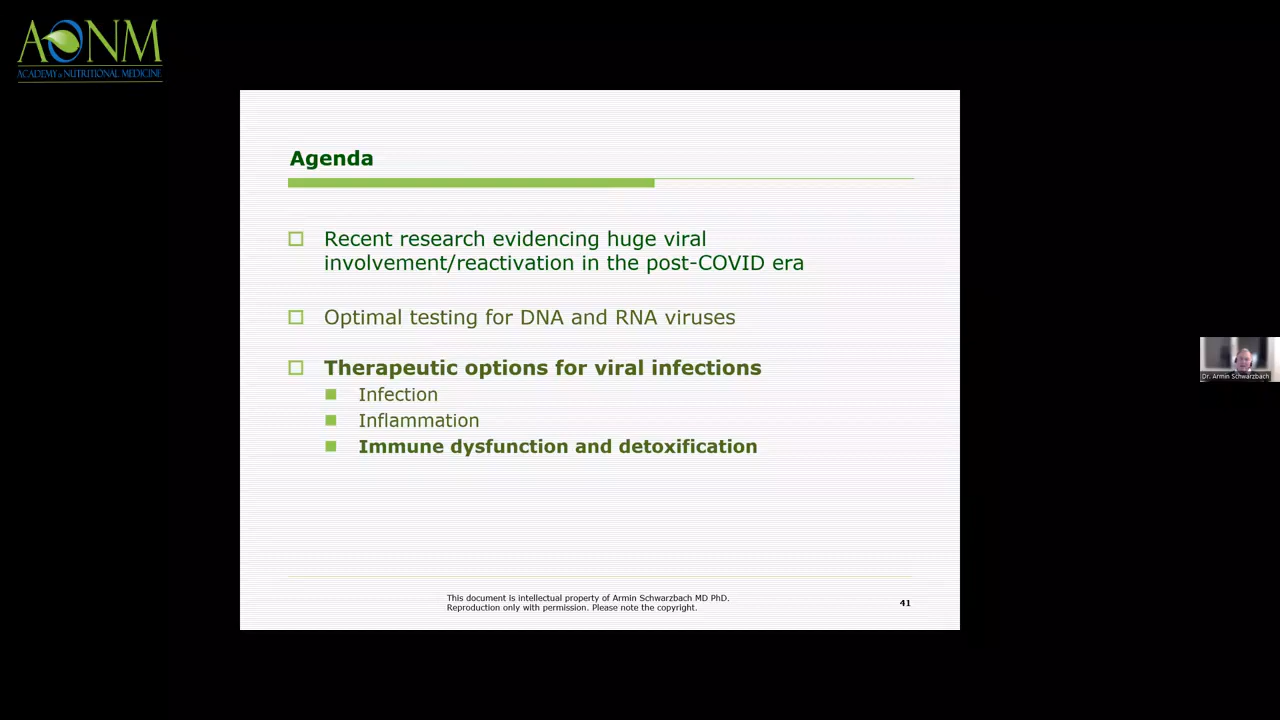 AONM
ACADEMY of NUTRITIONAL MEDICINE
Agenda
Recent research evidencing huge viral
involvement/reactivation in the post-COVID era
Optimal testing for DNA and RNA viruses
Therapeutic options for viral infections
Infection
Inflammation
Immune dysfunction and detoxification
Dr. Armin Schwarzbach
This document is intellectual property of Armin Schwarzbach MD PhD.
Reproduction only with permission. Please note the copyright.
41